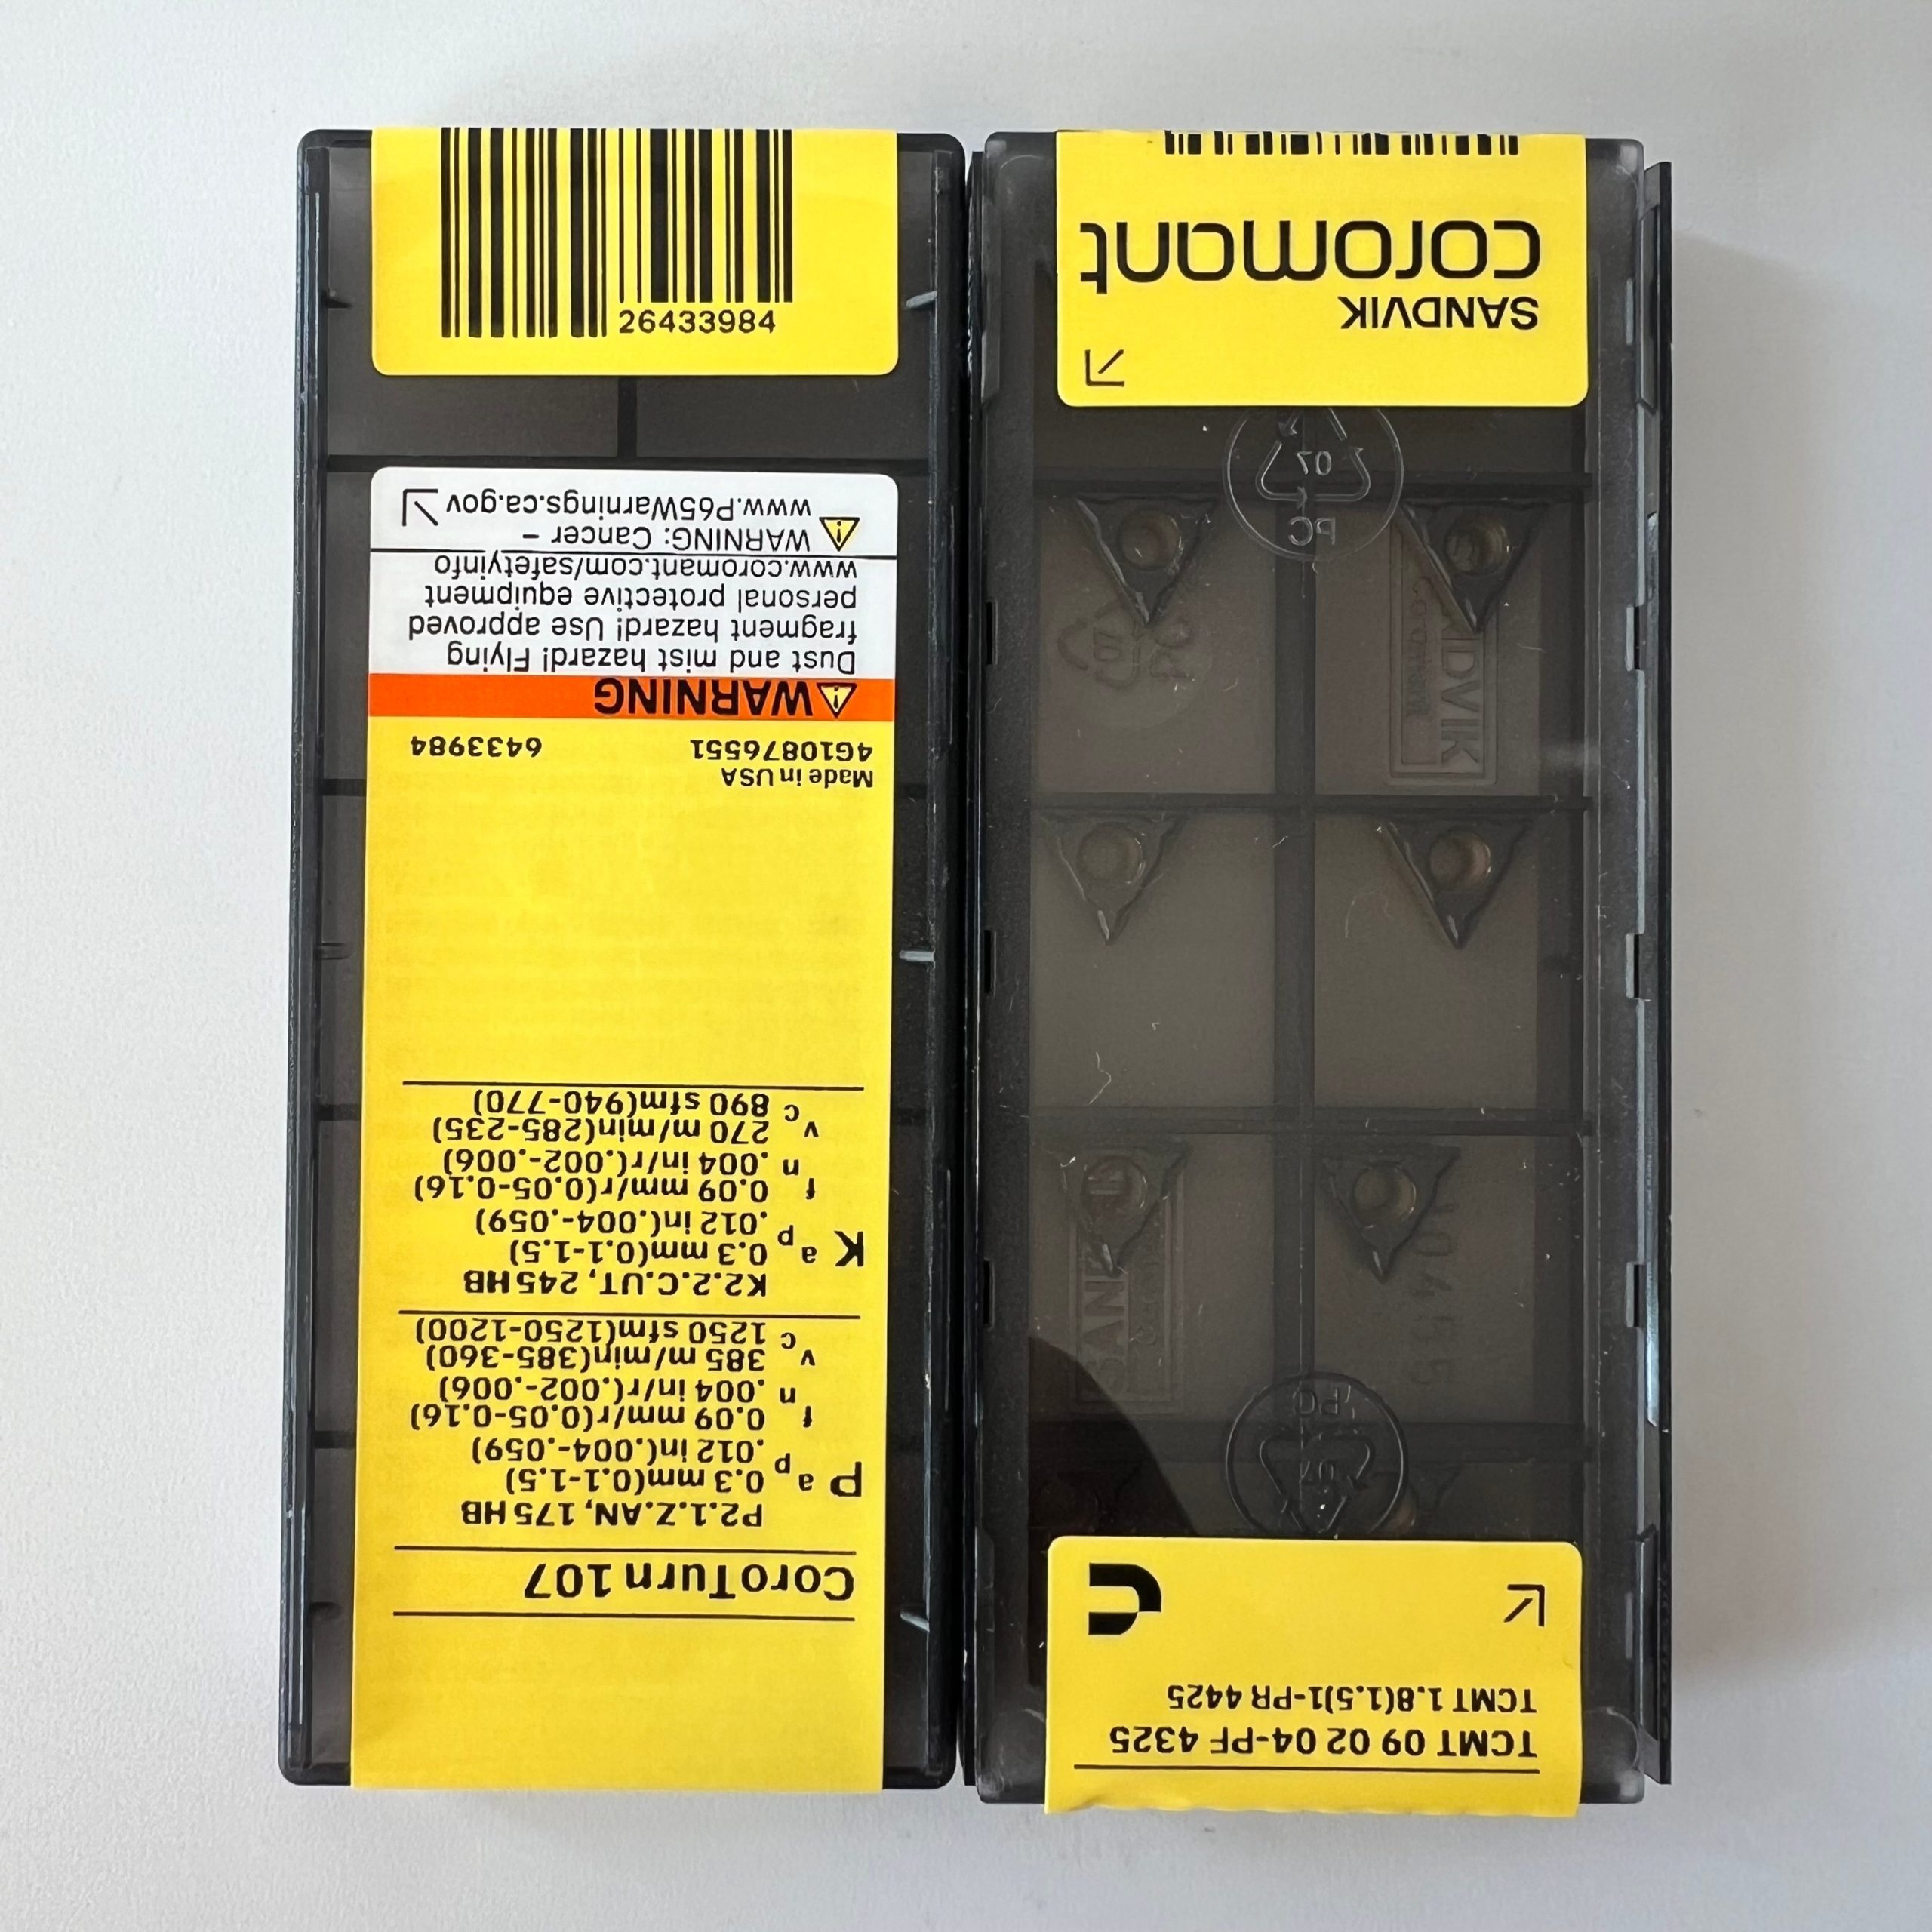 TCMT 09 02 04-PF 4325
TCMT 1.8(1.5)1-PR 4425
PC
07
07
PC
SANDVIK
coromant
CoroTurn 107
P2.1.Z.AN, 175 HB
P ap 0.3 mm(0.1-1.5)
.012 in(.004-.059)
fn 0.09 mm/r(0.05-0.16)
.004 in/r(.002-.006)
vc 385 m/min(385-360)
1250 sfm(1250-1200)
K2.2.C.UT, 245 HB
K ap 0.3 mm(0.1-1.5)
.012 in(.004-.059)
fn 0.09 mm/r(0.05-0.16)
.004 in/r(.002-.006)
vc 270 m/min(285-235)
890 sfm(940-770)
Made in USA
4G10876551 6433984
WARNING
Dust and mist hazard! Flying
fragment hazard! Use approved
personal protective equipment
www.coromant.com/safetyinfo
WARNING: Cancer –
www.P65Warnings.ca.gov
26433984